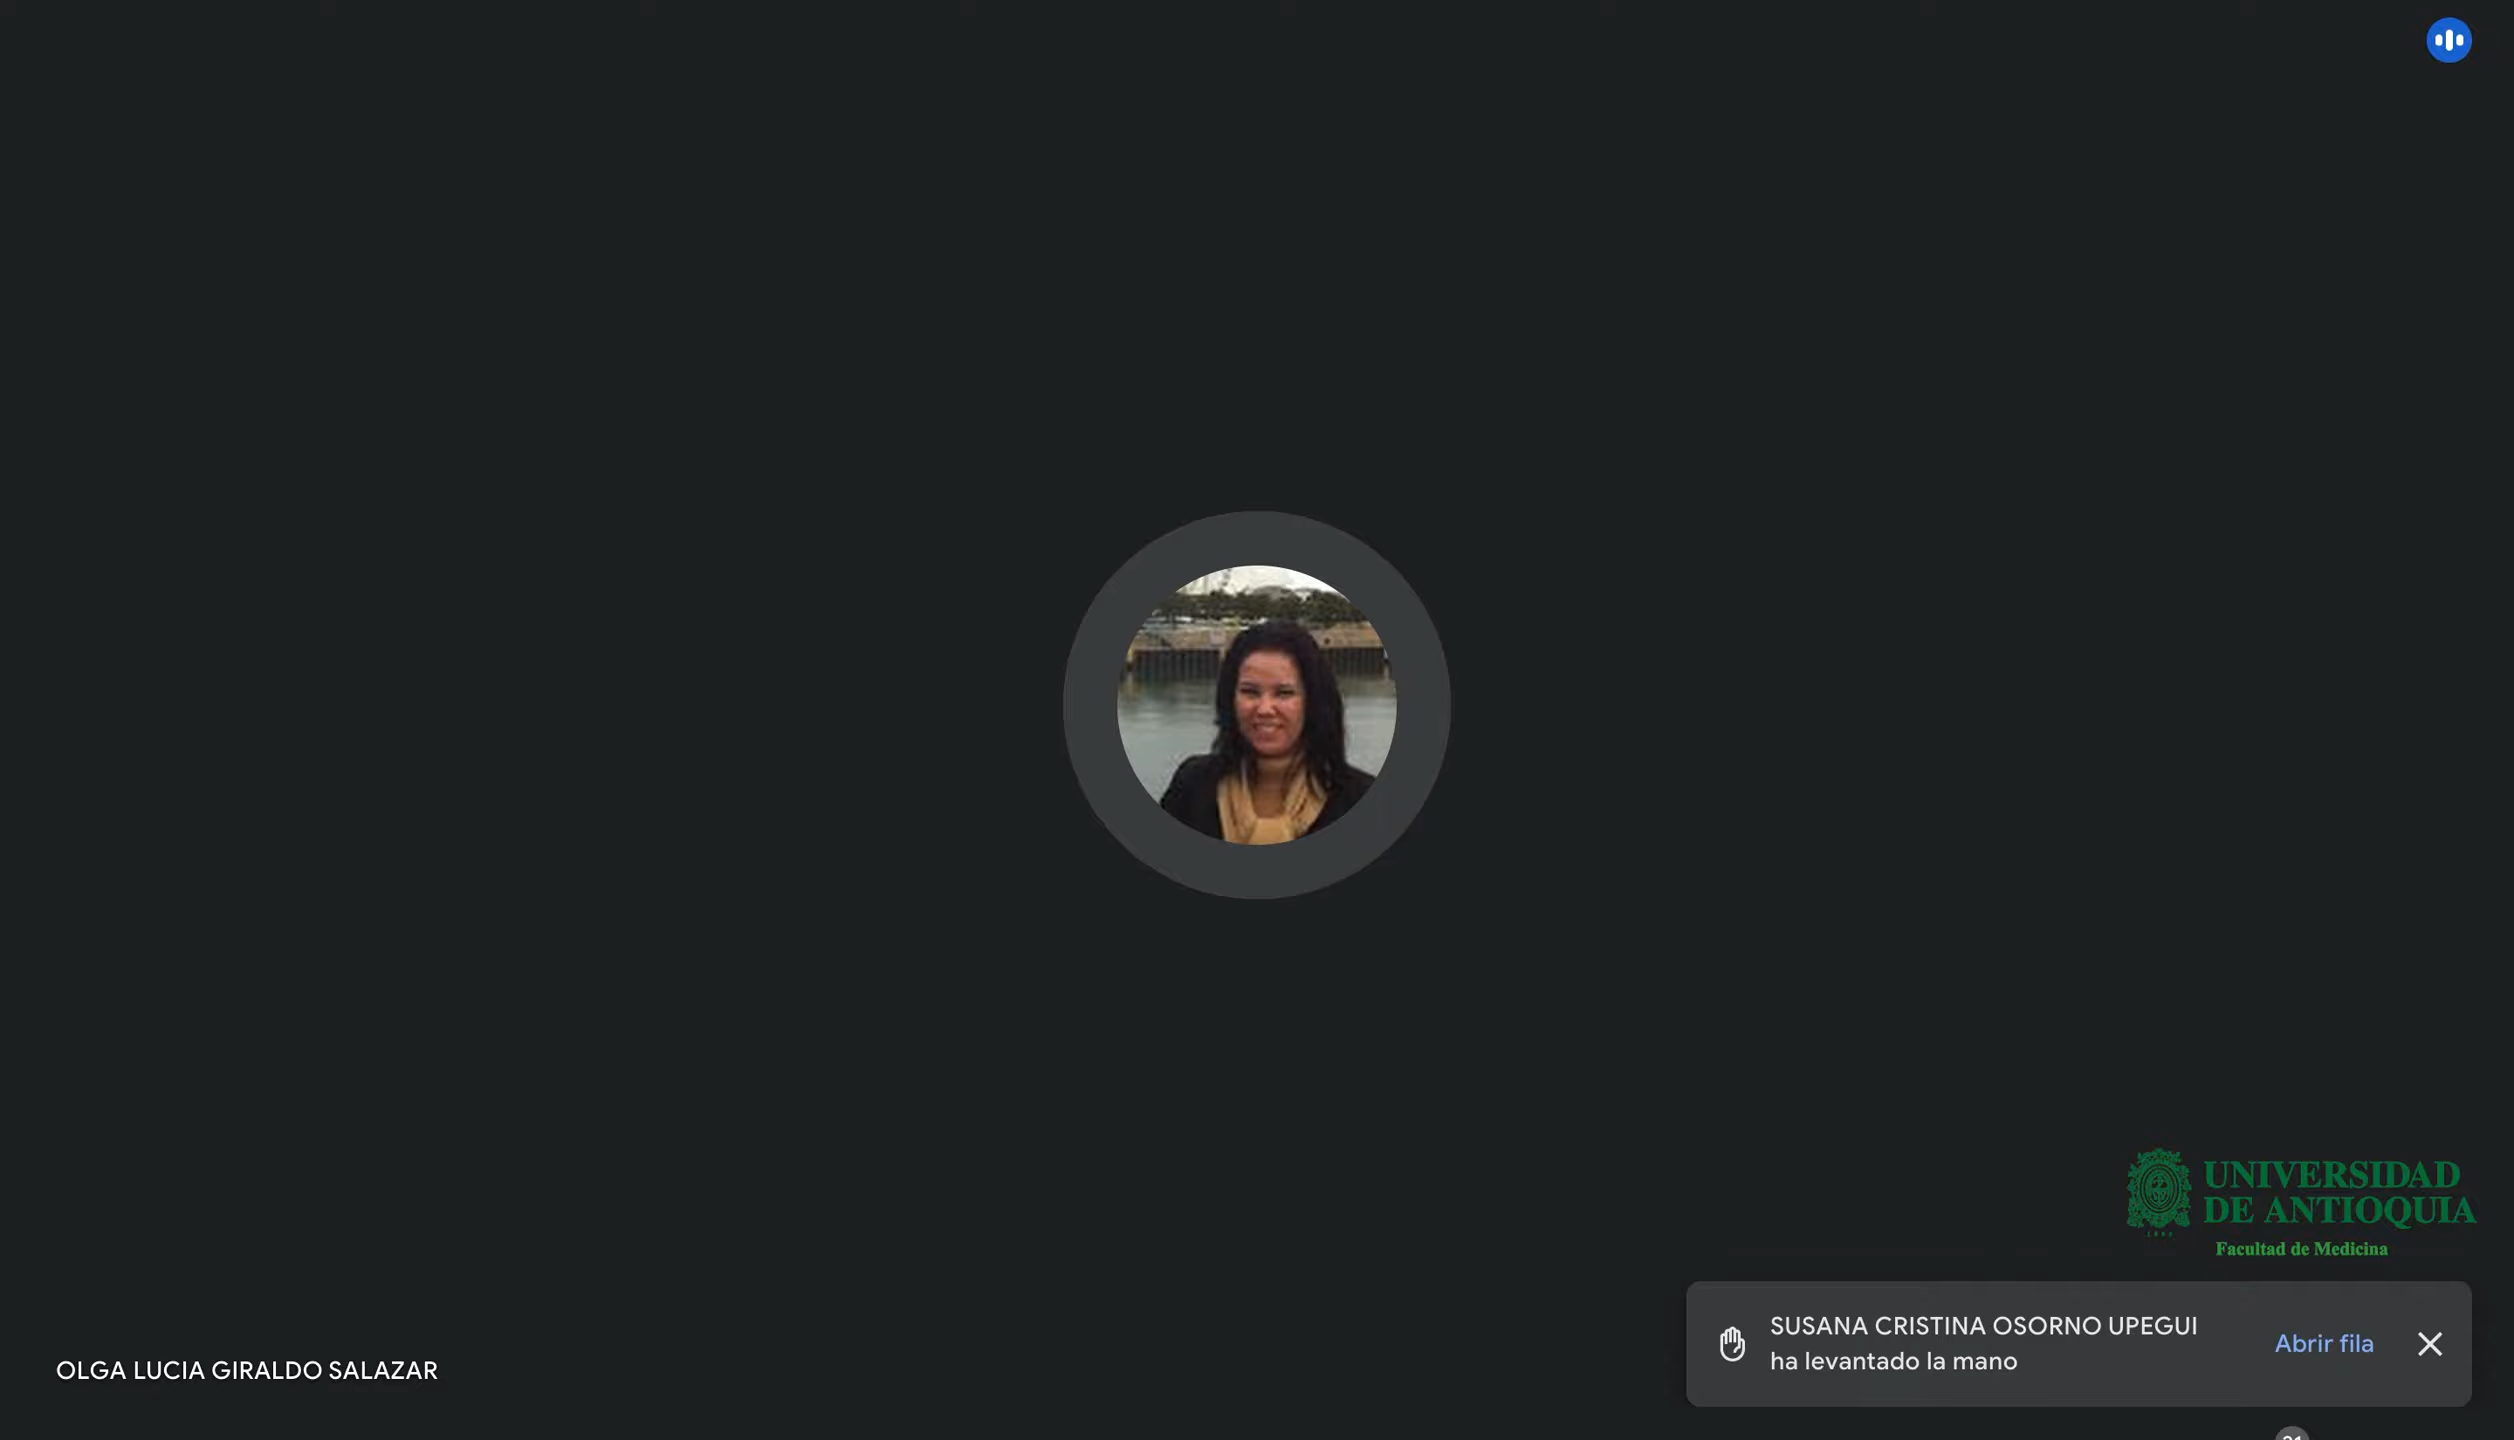 UNIVERSIDAD
DE ANTIOQUIA
Facultad de Medicina
SUSANA CRISTINA OSORNO UPEGUI
ha levantado la mano
Abrir fila
OLGA LUCIA GIRALDO SALAZAR